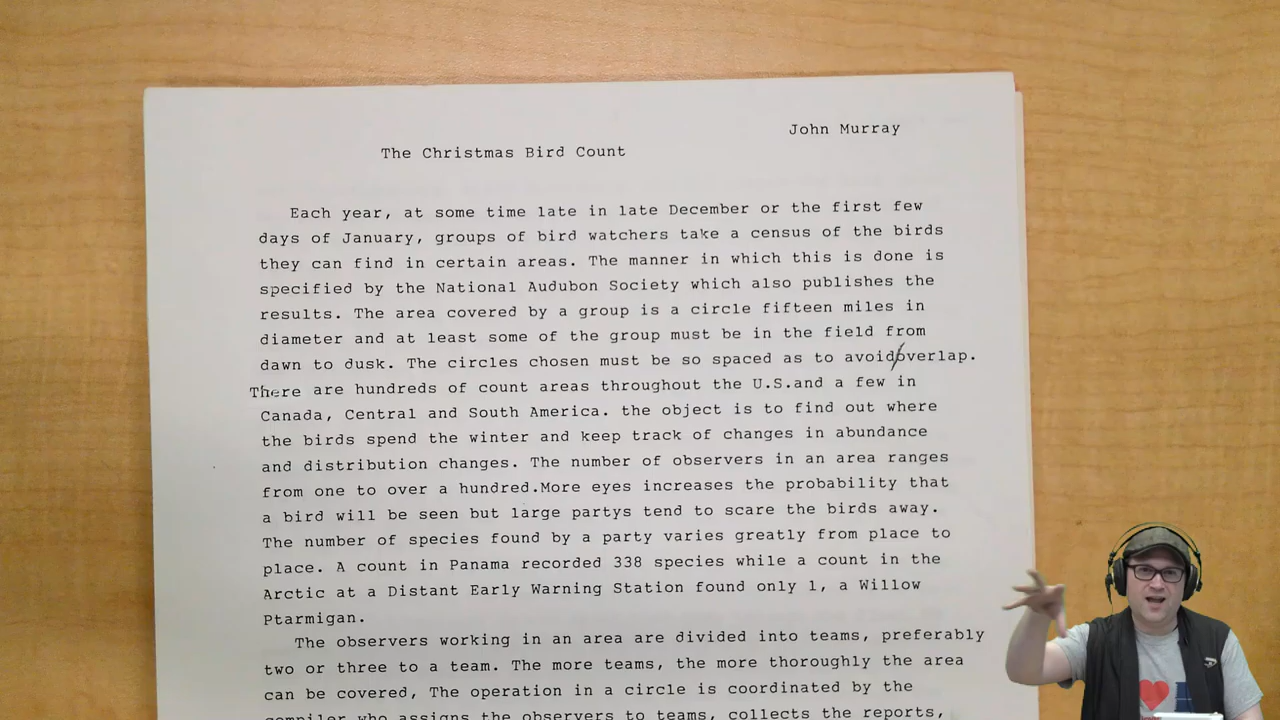 John Murray
The Christmas Bird Count
Each year, at some time late in late December or the first few
days of January, groups of bird watchers take a census of the birds
they can find in certain areas. The manner in which this is done is
specified by the National Audubon Society which also publishes the
results. The area covered by a group is a circle fifteen miles in
diameter and at least some of the group must be in the field from
dawn to dusk. The circles chosen must be so spaced as to avoid/overlap.
There are hundreds of count areas throughout the U.S.and a few in
Canada, Central and South America. the object is to find out where
the birds spend the winter and keep track of changes in abundance
and distribution changes. The number of observers in an area ranges
from one to over a hundred.More eyes increases the probability that
a bird will be seen but large partys tend to scare the birds away.
The number of species found by a party varies greatly from place to
place. A count in Panama recorded 338 species while a count in the
Arctic at a Distant Early Warning Station found only 1, a Willow
Ptarmigan.
The observers working in an area are divided into teams, preferably
two or three to a team. The more teams, the more thoroughly the area
can be covered, The operation in a circle is coordinated by the
compiler who assigns the observers to teams, collects the reports,